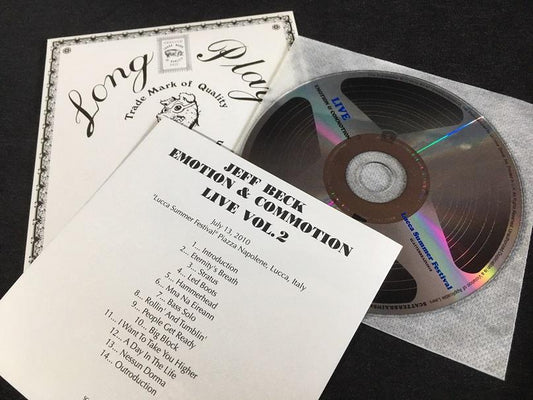 Long Play
Trade Mark of Quality
JEFF BECK
EMOTION & COMMOTION
LIVE VOL.2
July 13, 2010
"Lucca Summer Festival" Piazza Napolene, Lucca, Italy
1... Introduction
2... Eternity's Breath
3... Stratus
4... Led Boots
5... Hammerhead
6... Mna Na Eireann
7... Bass Solo
8... Rollin' And Tumblin'
9... People Get Ready
10... Big Block
11... I Want To Take You Higher
12... A Day In The Life
13... Nessun Dorma
14... Outroduction
LIVE
EMOTION & COMMOTION
Lucca Summer Festival